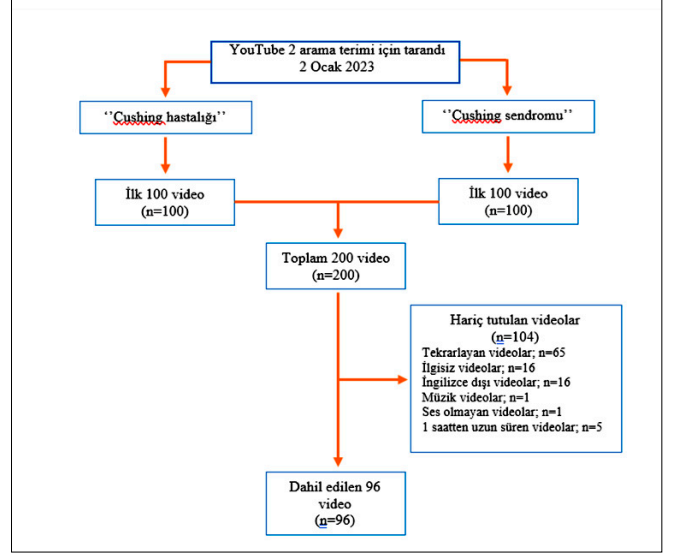 YouTube 2 arama terimi için tarandı
2 Ocak 2023
‘’Cushing hastalığı’’
‘’Cushing sendromu’’
İlk 100 video
(n=100)
İlk 100 video
(n=100)
Toplam 200 video
(n=200)
Hariç tutulan videolar
(n=104)
Tekrarlayan videolar; n=65
İlgisiz videolar; n=16
İngilizce dışı videolar; n=16
Müzik videolar; n=1
Ses olmayan videolar; n=1
1 saatten uzun süren videolar; n=5
Dahil edilen 96
video
(n=96)